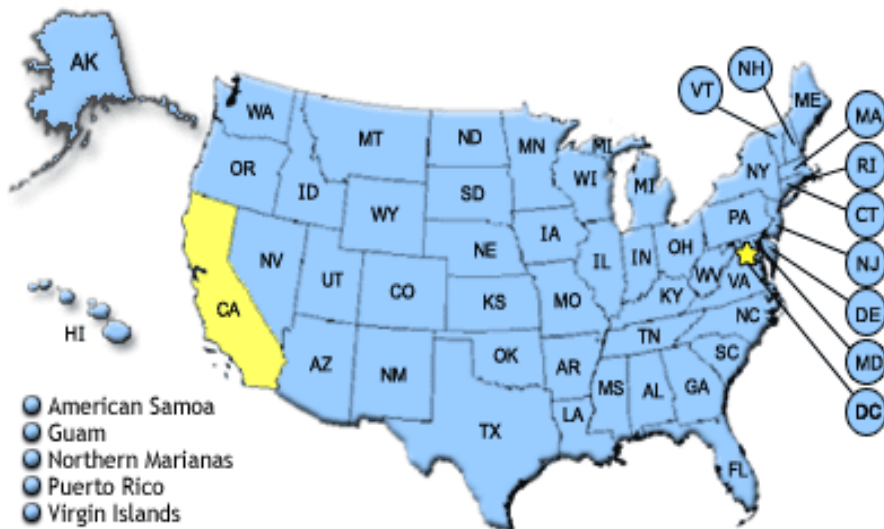 AK
WA
OR
ID
MT
WY
ND
SD
NE
MN
IA
WI
MI
MI
IL
IN
OH
KY
WV
PA
NY
VT
NH
ME
MA
RI
CT
NJ
DE
MD
DC
VA
NC
SC
TN
GA
AL
MS
LA
AR
MO
KS
OK
TX
NM
CO
UT
AZ
NV
CA
FL
HI
American Samoa
Guam
Northern Marianas
Puerto Rico
Virgin Islands